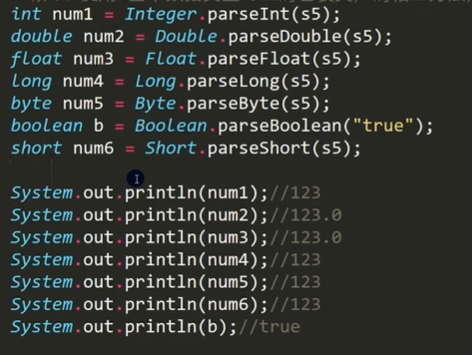 int num1 = Integer.parseInt(s5);
double num2 = Double.parseDouble(s5);
float num3 = Float.parseFloat(s5);
long num4 = Long.parseLong(s5);
byte num5 = Byte.parseByte(s5);
boolean b = Boolean.parseBoolean("true");
short num6 = Short.parseShort(s5);
System.out.println(num1);//123
System.out.println(num2);//123.0
System.out.println(num3);//123.0
System.out.println(num4);//123
System.out.println(num5);//123
System.out.println(num6);//123
System.out.println(b);//true